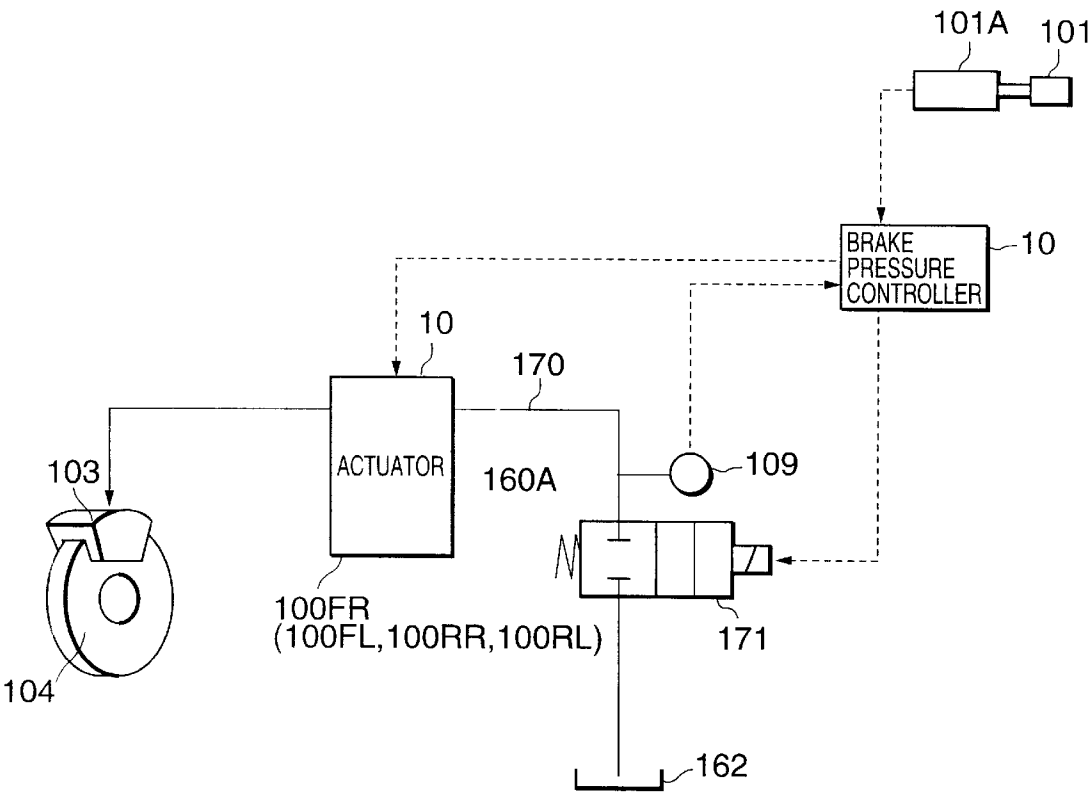 101A
101
BRAKE
PRESSURE
CONTROLLER
10
10
170
ACTUATOR
103
160A
109
100FR
(100FL,100RR,100RL)
171
104
162